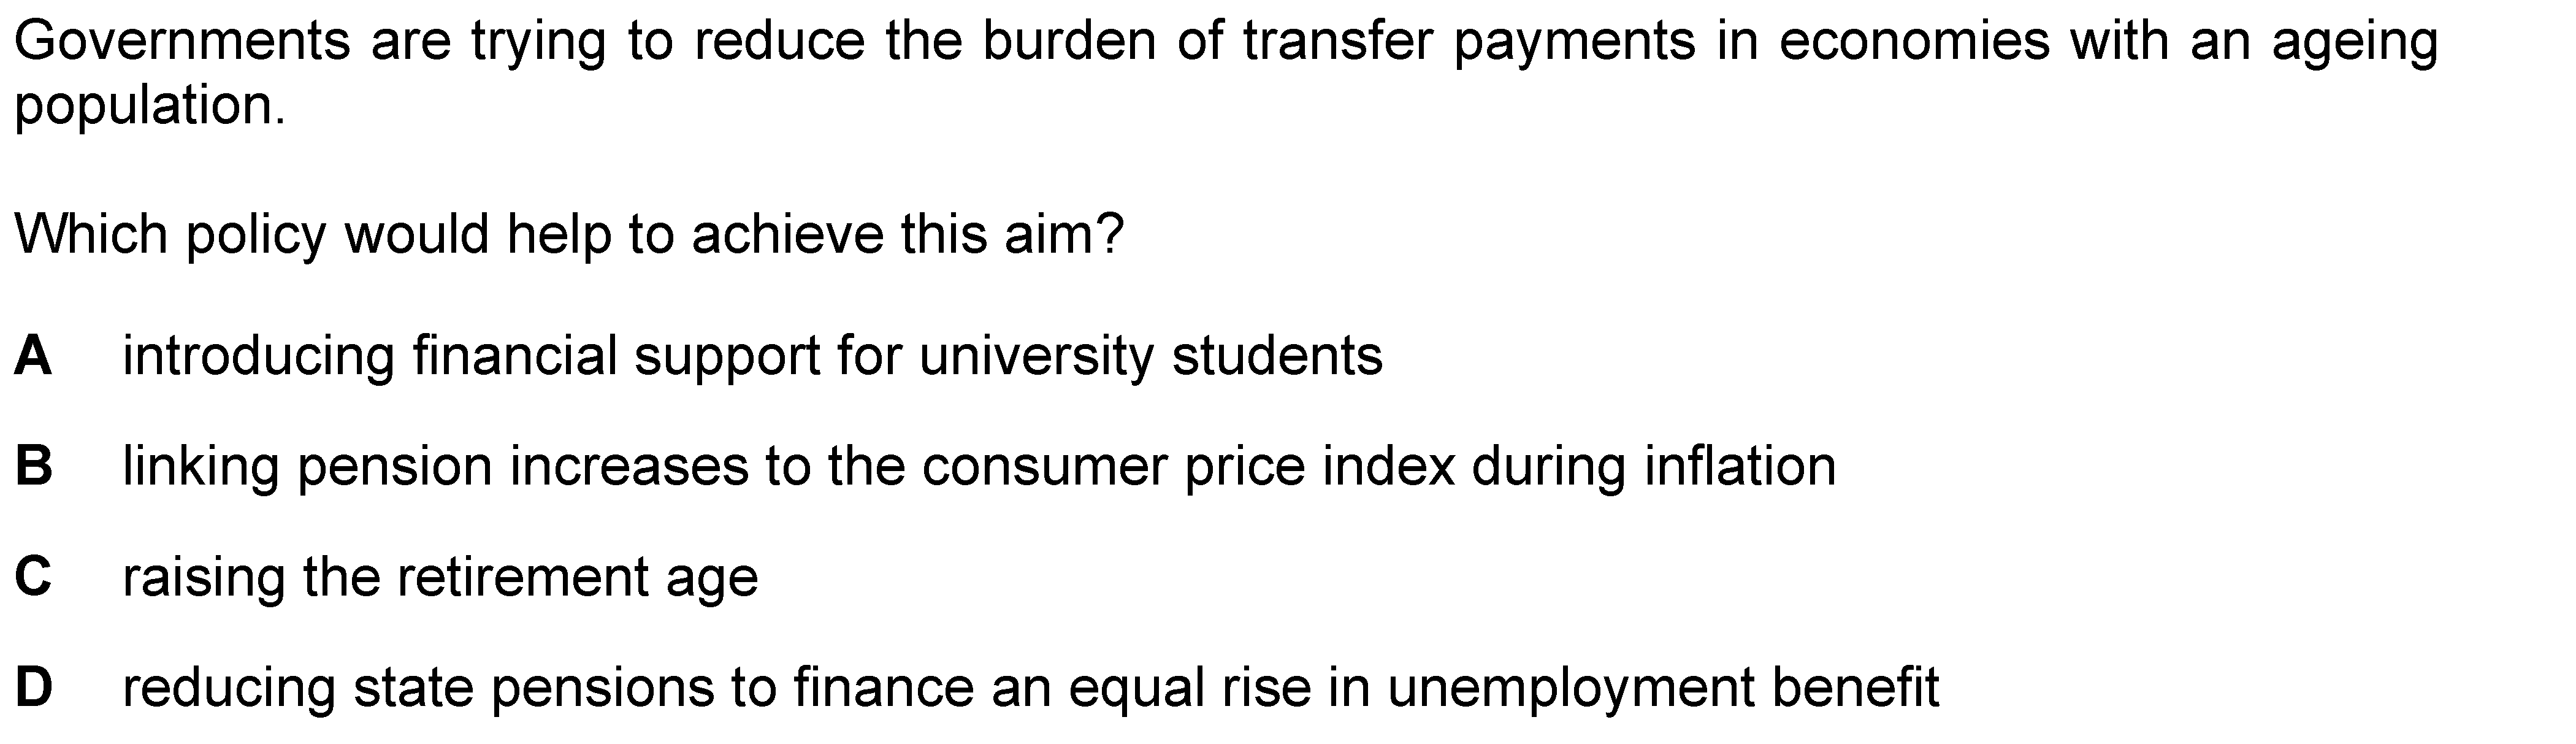 Governments are trying to reduce the burden of transfer payments in economies with an ageing
population.
Which policy would help to achieve this aim?
A introducing financial support for university students
B linking pension increases to the consumer price index during inflation
C raising the retirement age
D reducing state pensions to finance an equal rise in unemployment benefit